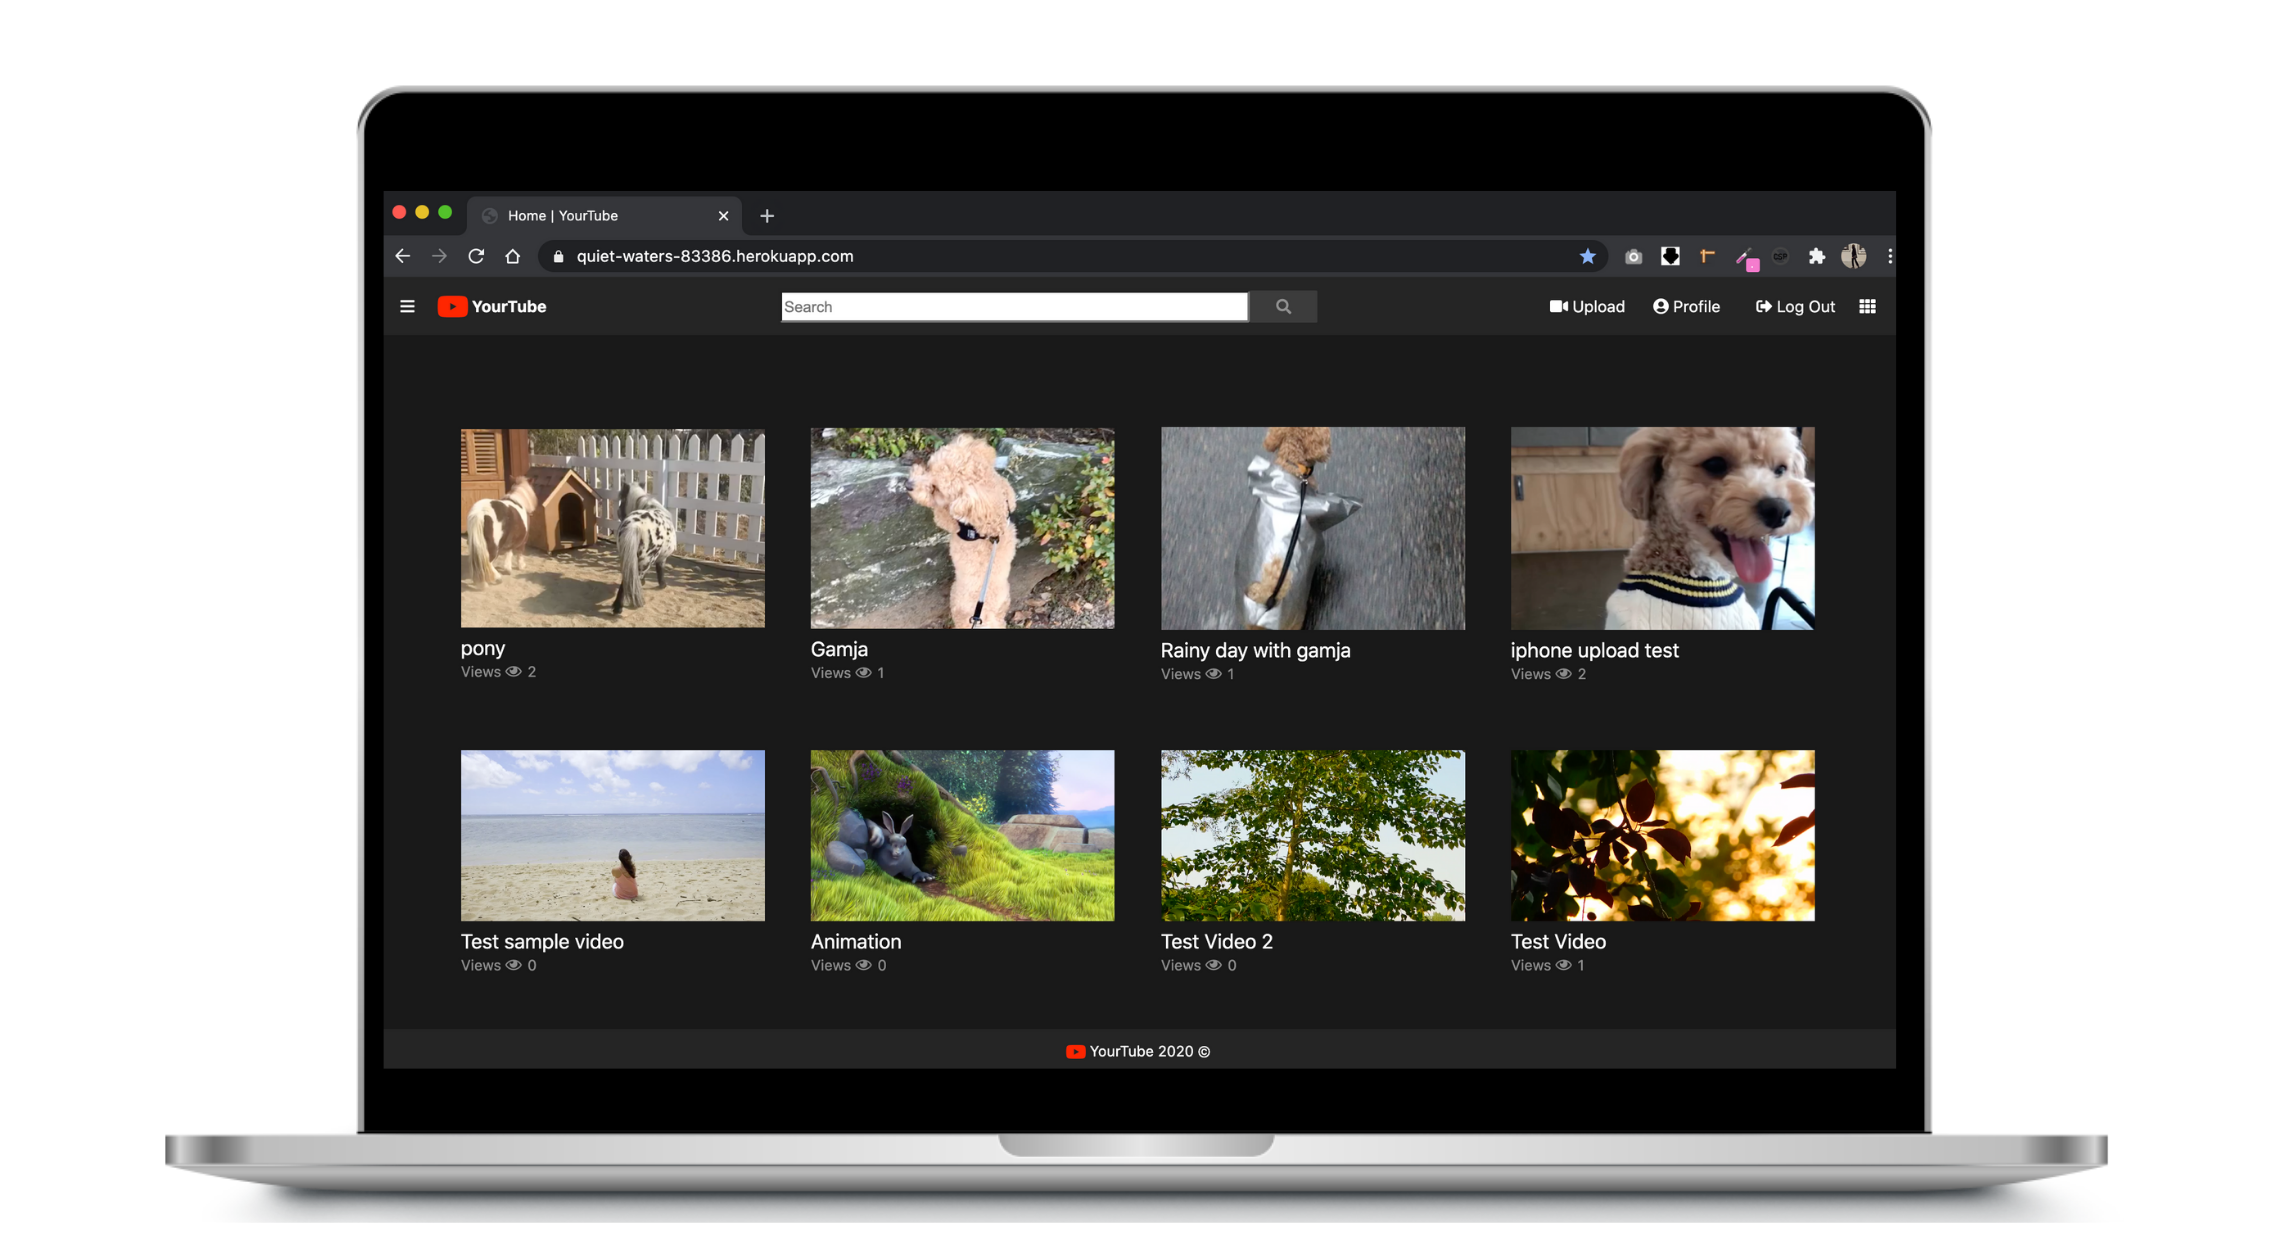 Home | YourTube
quiet-waters-83386.herokuapp.com
YourTube
Search
Upload
Profile
Log Out
pony
Views 2
Gamja
Views 1
Rainy day with gamja
Views 1
iphone upload test
Views 2
Test sample video
Views 0
Animation
Views 0
Test Video 2
Views 0
Test Video
Views 1
YourTube 2020 ©